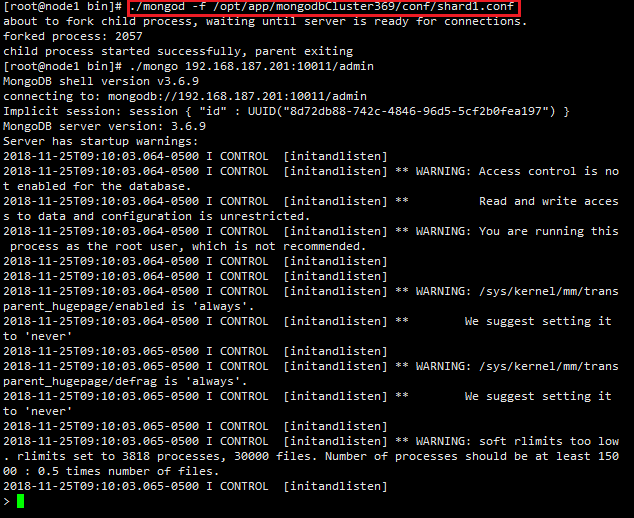 [root@node1 bin]# ./mongod -f /opt/app/mongodbCluster369/conf/shard1.conf
about to fork child process, waiting until server is ready for connections.
forked process: 2057
child process started successfully, parent exiting
[root@node1 bin]# ./mongo 192.168.187.201:10011/admin
MongoDB shell version v3.6.9
connecting to: mongodb://192.168.187.201:10011/admin
Implicit session: session { "id" : UUID("8d72db88-742c-4846-96d5-5cf2b0fea197") }
MongoDB server version: 3.6.9
Server has startup warnings:
2018-11-25T09:10:03.064-0500 I CONTROL  [initandlisten]
2018-11-25T09:10:03.064-0500 I CONTROL  [initandlisten] ** WARNING: Access control is no
t enabled for the database.
2018-11-25T09:10:03.064-0500 I CONTROL  [initandlisten] **          Read and write acces
s to data and configuration is unrestricted.
2018-11-25T09:10:03.064-0500 I CONTROL  [initandlisten] ** WARNING: You are running this
 process as the root user, which is not recommended.
2018-11-25T09:10:03.064-0500 I CONTROL  [initandlisten]
2018-11-25T09:10:03.064-0500 I CONTROL  [initandlisten]
2018-11-25T09:10:03.064-0500 I CONTROL  [initandlisten] ** WARNING: /sys/kernel/mm/trans
parent_hugepage/enabled is 'always'.
2018-11-25T09:10:03.064-0500 I CONTROL  [initandlisten] **        We suggest setting it
to 'never'
2018-11-25T09:10:03.065-0500 I CONTROL  [initandlisten]
2018-11-25T09:10:03.065-0500 I CONTROL  [initandlisten] ** WARNING: /sys/kernel/mm/trans
parent_hugepage/defrag is 'always'.
2018-11-25T09:10:03.065-0500 I CONTROL  [initandlisten] **        We suggest setting it
to 'never'
2018-11-25T09:10:03.065-0500 I CONTROL  [initandlisten]
2018-11-25T09:10:03.065-0500 I CONTROL  [initandlisten] ** WARNING: soft rlimits too low
. rlimits set to 3818 processes, 30000 files. Number of processes should be at least 150
00 : 0.5 times number of files.
2018-11-25T09:10:03.065-0500 I CONTROL  [initandlisten]
>